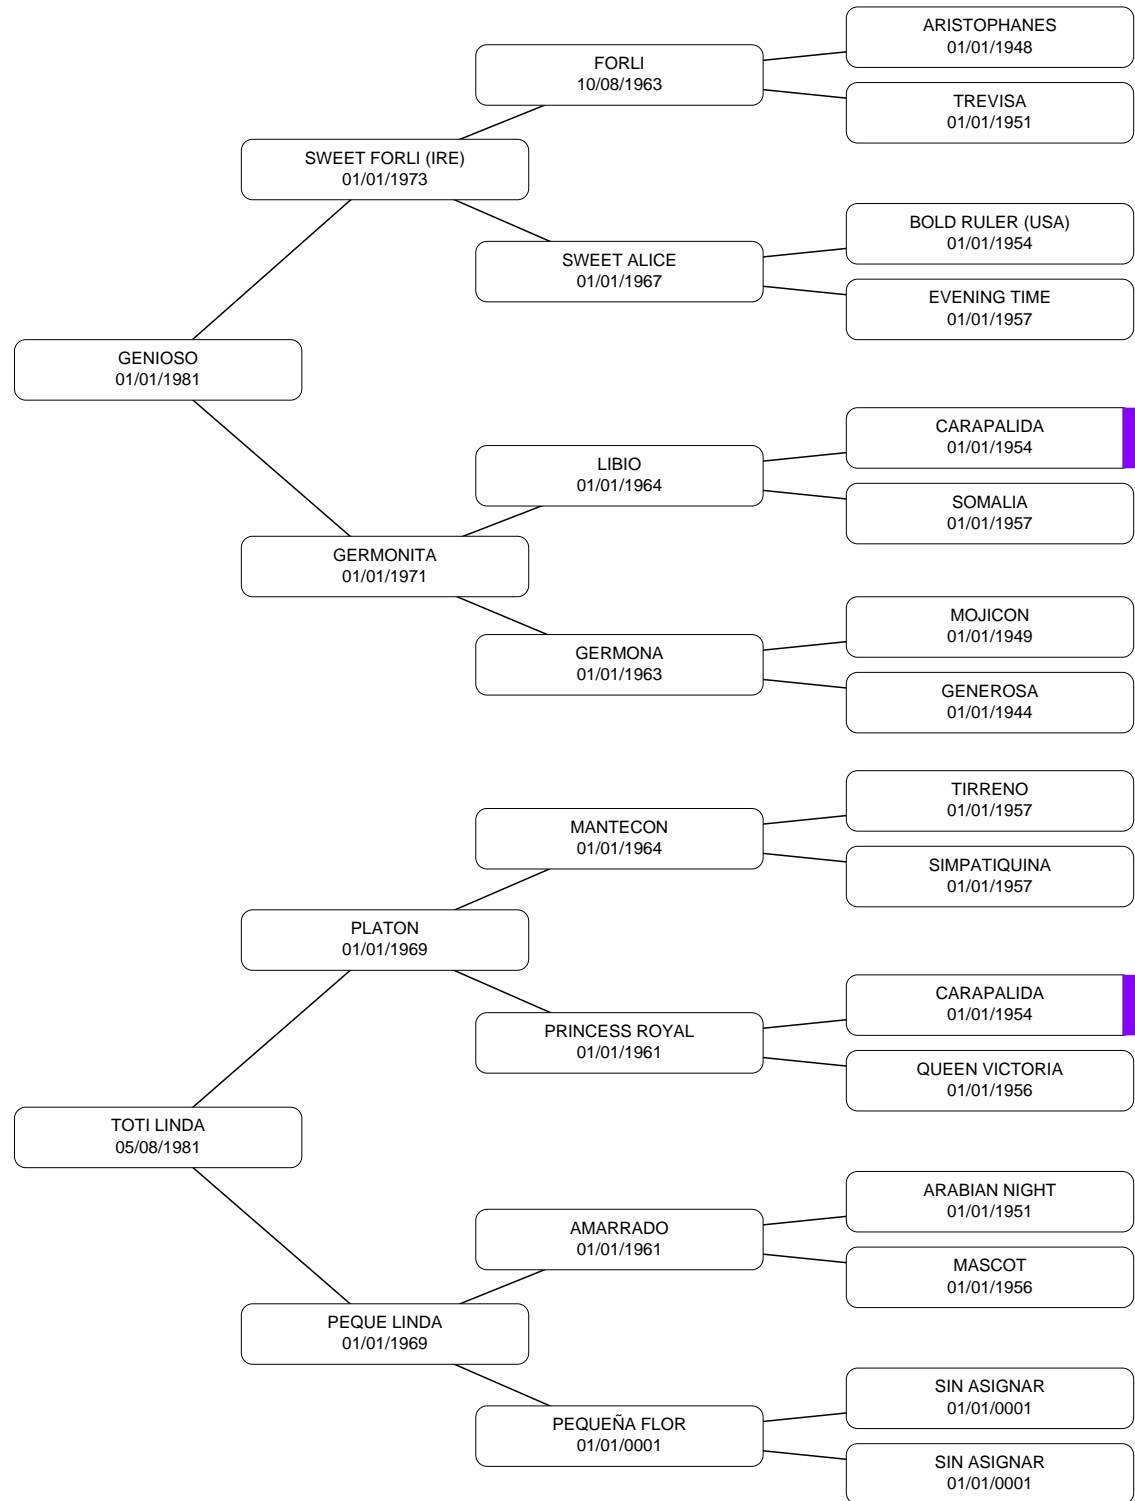 ARISTOPHANES
01/01/1948
FORLI
10/08/1963
TREVISA
01/01/1951
SWEET FORLI (IRE)
01/01/1973
BOLD RULER (USA)
01/01/1954
SWEET ALICE
01/01/1967
EVENING TIME
01/01/1957
GENIOSO
01/01/1981
CARAPALIDA
01/01/1954
LIBIO
01/01/1964
SOMALIA
01/01/1957
GERMONITA
01/01/1971
MOJICON
01/01/1949
GERMONA
01/01/1963
GENEROSA
01/01/1944
TIRRENO
01/01/1957
MANTECON
01/01/1964
SIMPATIQUINA
01/01/1957
PLATON
01/01/1969
CARAPALIDA
01/01/1954
PRINCESS ROYAL
01/01/1961
QUEEN VICTORIA
01/01/1956
TOTI LINDA
05/08/1981
ARABIAN NIGHT
01/01/1951
AMARRADO
01/01/1961
MASCOT
01/01/1956
PEQUE LINDA
01/01/1969
SIN ASIGNAR
01/01/0001
PEQUEÑA FLOR
01/01/0001
SIN ASIGNAR
01/01/0001